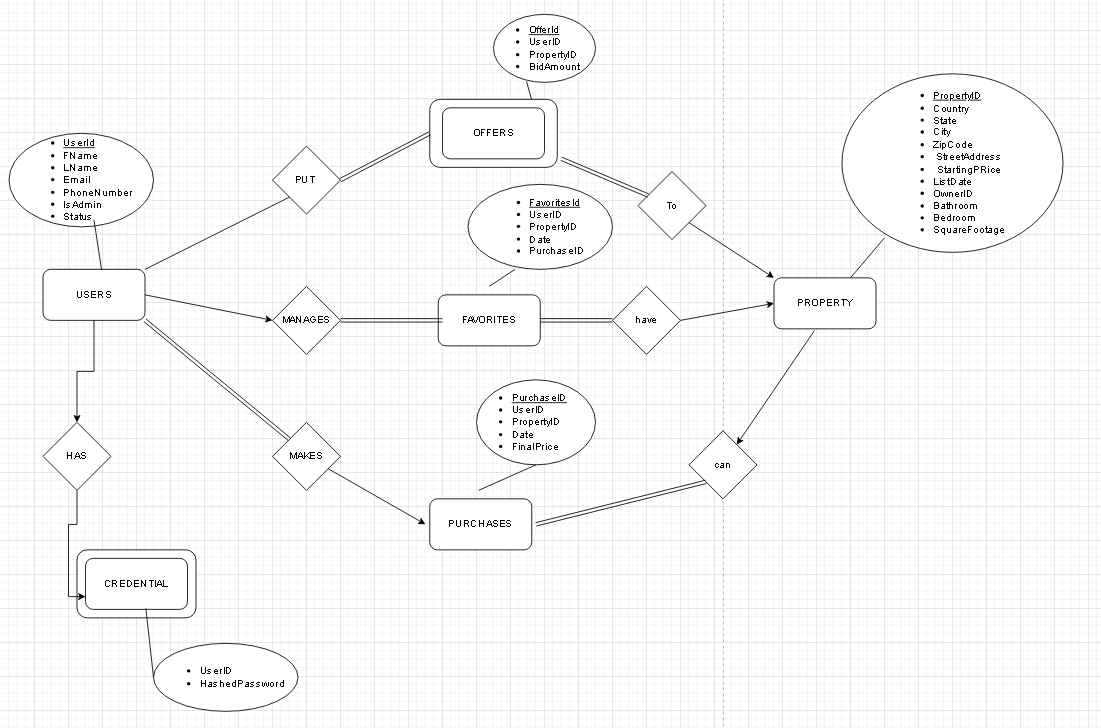 OfferId
UserID
PropertyID
BidAmount
OFFERS
PropertyID
Country
State
City
ZipCode
StreetAddress
StartingPRice
ListDate
OwnerID
Bathroom
Bedroom
SquareFootage
UserId
FName
LName
Email
PhoneNumber
IsAdmin
Status
PUT
To
FavoritesId
UserID
PropertyID
Date
PurchaseID
USERS
MANAGES
FAVORITES
have
PROPERTY
PurchaseID
UserID
PropertyID
Date
FinalPrice
HAS
MAKES
can
PURCHASES
CREDENTIAL
UserID
HashedPassword